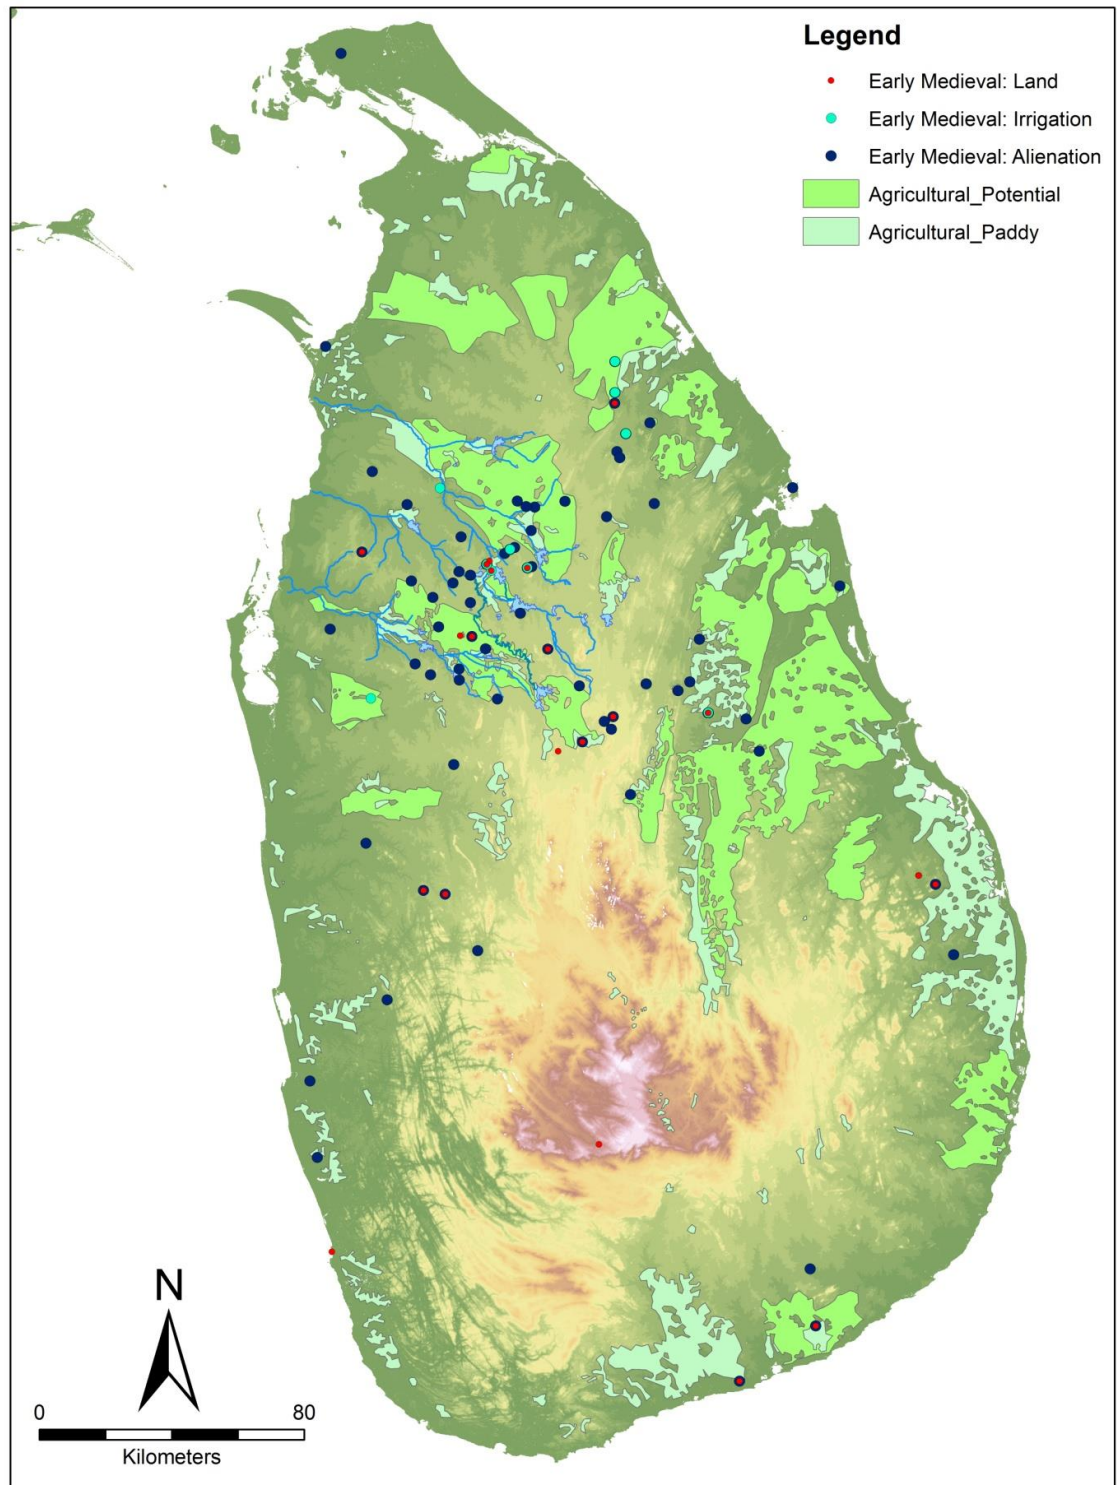 Legend
Early Medieval: Land
Early Medieval: Irrigation
Early Medieval: Alienation
Agricultural_Potential
Agricultural_Paddy
N
0 80
Kilometers